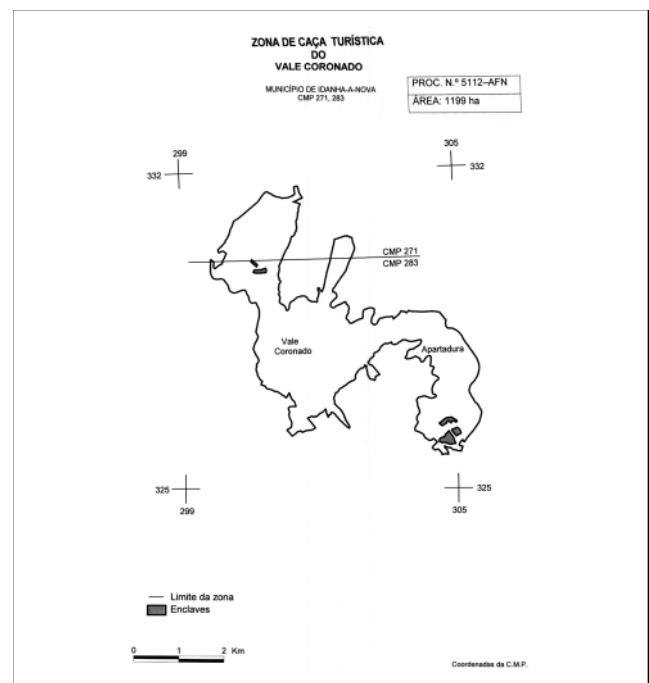 ZONA DE CAÇA TURÍSTICA
DO
VALE CORONADO
MUNICÍPIO DE IDANHA-A-NOVA
CMP 271, 283
PROC. N.º 5112–AFN
ÁREA: 1199 ha
299
332
305
332
CMP 271
CMP 283
Vale
Coronado
Apartadura
325
299
325
305
Limite da zona
Enclaves
0 1 2 Km
Coordenadas da C.M.P.